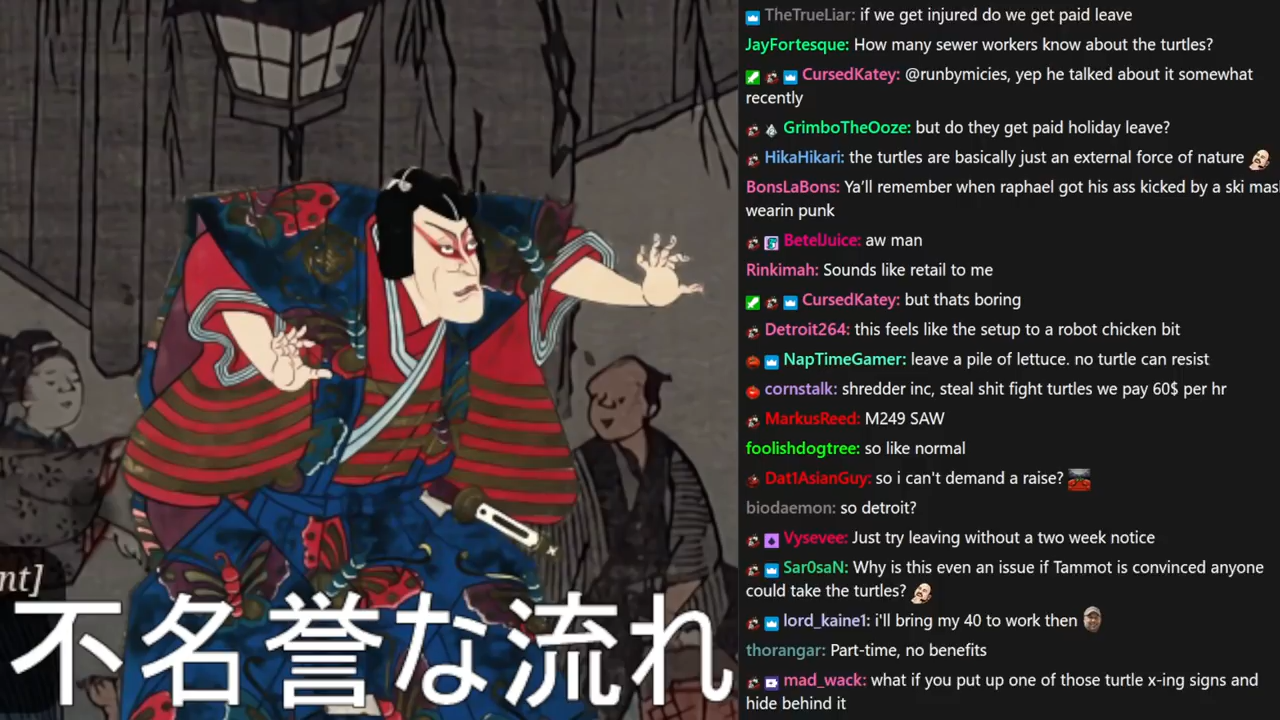 nt]
不名誉な流れ
TheTrueLiar: if we get injured do we get paid leave
JayFortesque: How many sewer workers know about the turtles?
CursedKatey: @runbymicies, yep he talked about it somewhat
recently
GrimboTheOoze: but do they get paid holiday leave?
HikaHikari: the turtles are basically just an external force of nature
BonsLaBons: Ya'll remember when raphael got his ass kicked by a ski mas
wearin punk
BetelJuice: aw man
Rinkimah: Sounds like retail to me
CursedKatey: but thats boring
Detroit264: this feels like the setup to a robot chicken bit
NapTimeGamer: leave a pile of lettuce. no turtle can resist
cornstalk: shredder inc, steal shit fight turtles we pay 60$ per hr
MarkusReed: M249 SAW
foolishdogtree: so like normal
Dat1AsianGuy: so i can't demand a raise?
biodaemon: so detroit?
Vysevee: Just try leaving without a two week notice
Sar0saN: Why is this even an issue if Tammot is convinced anyone
could take the turtles?
lord_kaine1: i'll bring my 40 to work then
thorangar: Part-time, no benefits
mad_wack: what if you put up one of those turtle x-ing signs and
hide behind it